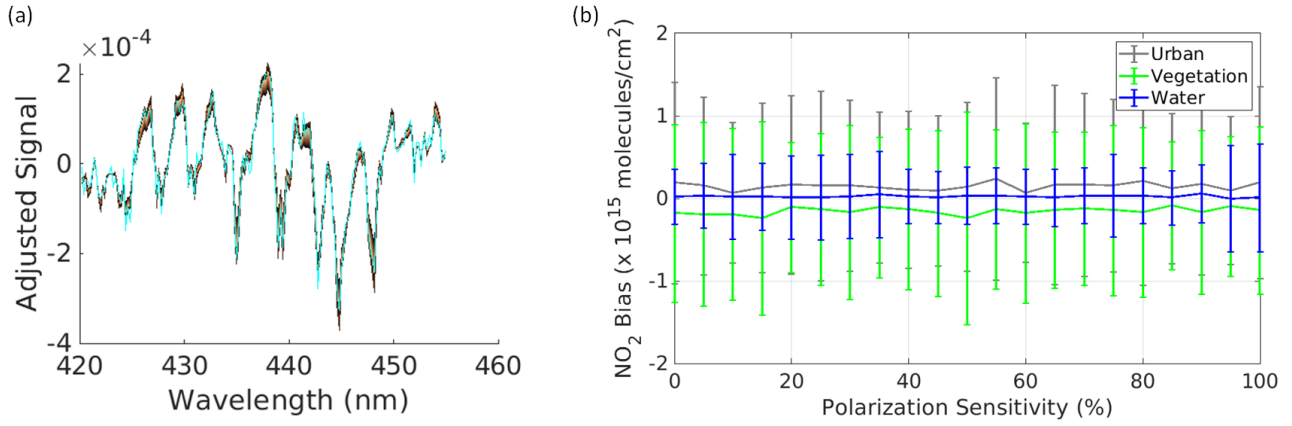 (a)
×10-4
2
0
-2
-4
420 430 440 450 460
Wavelength (nm)
Adjusted Signal
(b)
2
1
0
-1
-2
0 20 40 60 80 100
Polarization Sensitivity (%)
NO2 Bias (x 1015 molecules/cm2)
Urban
Vegetation
Water